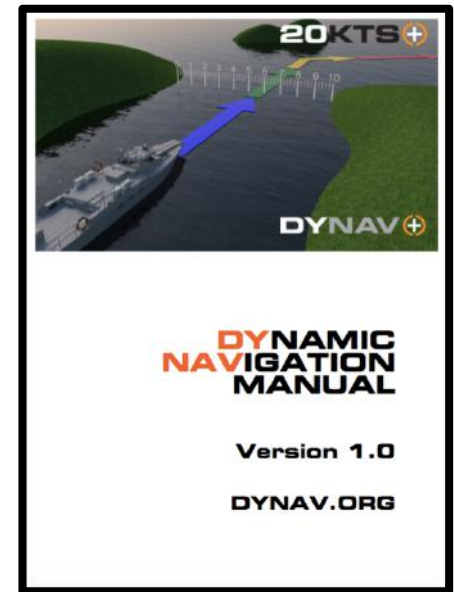 20KTS+
1 2 3 4 5 6 7 8 9 10
DYNAV+
DYNAMIC
NAVIGATION
MANUAL
Version 1.0
DYNAV.ORG